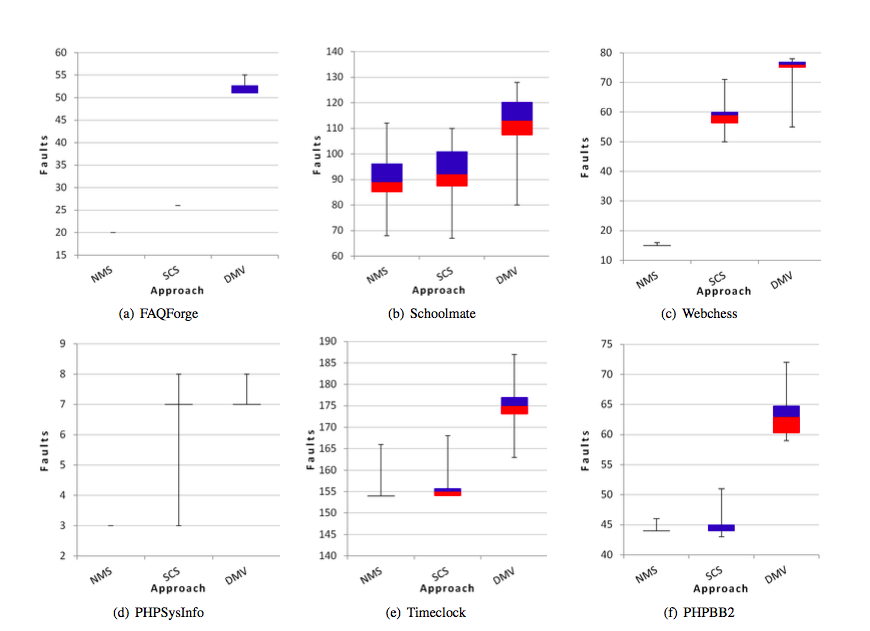 60
55
50
45
40
35
30
25
20
15
Faults
NMS
SCS
DMV
Approach
(a) FAQForge
140
130
120
110
100
90
80
70
60
Faults
NMS
SCS
DMV
Approach
(b) Schoolmate
80
70
60
50
40
30
20
10
Faults
NMS
SCS
DMV
Approach
(c) Webchess
9
8
7
6
5
4
3
2
Faults
NMS
SCS
DMV
Approach
(d) PHPSysInfo
190
185
180
175
170
165
160
155
150
145
140
Faults
NMS
SCS
DMV
Approach
(e) Timeclock
75
70
65
60
55
50
45
40
Faults
NMS
SCS
DMV
Approach
(f) PHPBB2